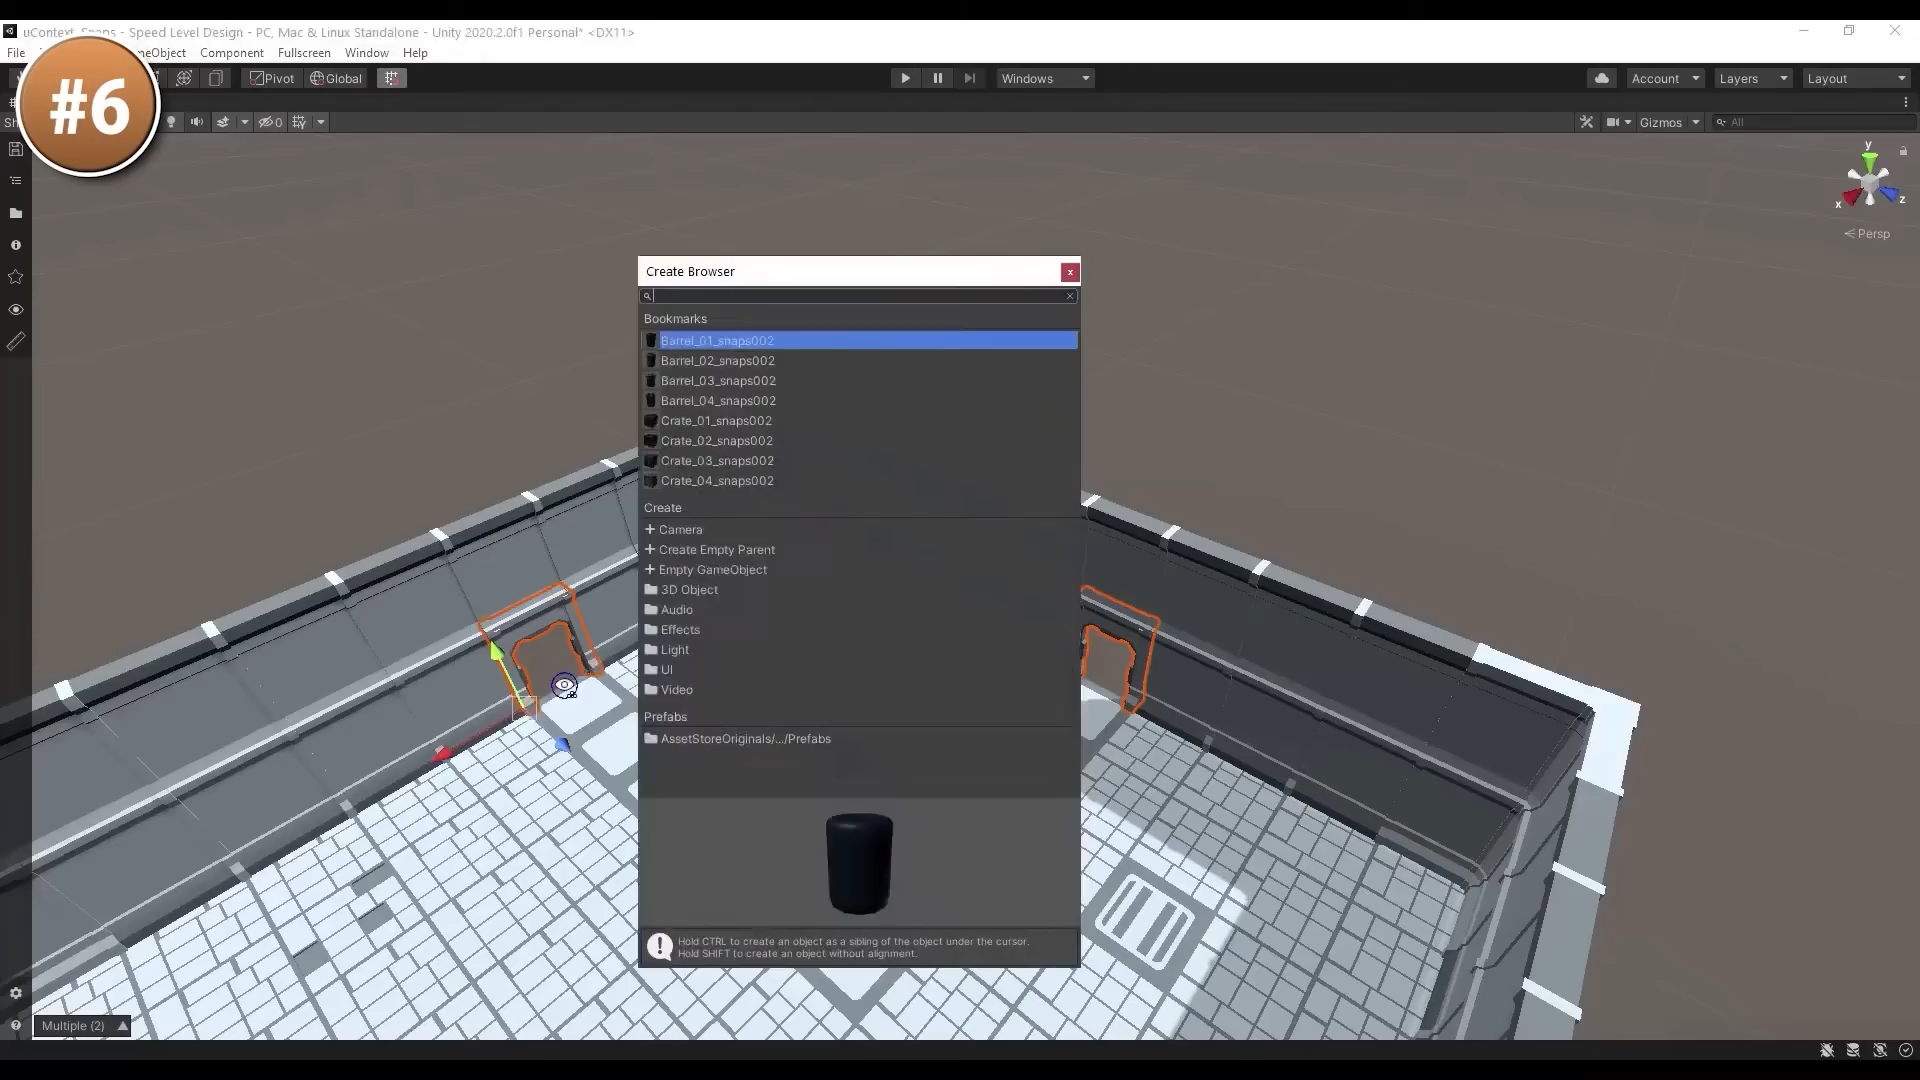 uContext_Snaps - Speed Level Design - PC, Mac & Linux Standalone - Unity 2020.2.0f1 Personal* <DX11>
File
eObject Component Fullscreen Window Help
#6
Pivot Global
Windows
Account Layers Layout
Sh
0
Gizmos All
y
x z
< Persp
Create Browser
Bookmarks
Barrel_01_snaps002
Barrel_02_snaps002
Barrel_03_snaps002
Barrel_04_snaps002
Crate_01_snaps002
Crate_02_snaps002
Crate_03_snaps002
Crate_04_snaps002
Create
+ Camera
+ Create Empty Parent
+ Empty GameObject
3D Object
Audio
Effects
Light
UI
Video
Prefabs
AssetStoreOriginals/.../Prefabs
Hold CTRL to create an object as a sibling of the object under the cursor.
Hold SHIFT to create an object without alignment.
Multiple (2)